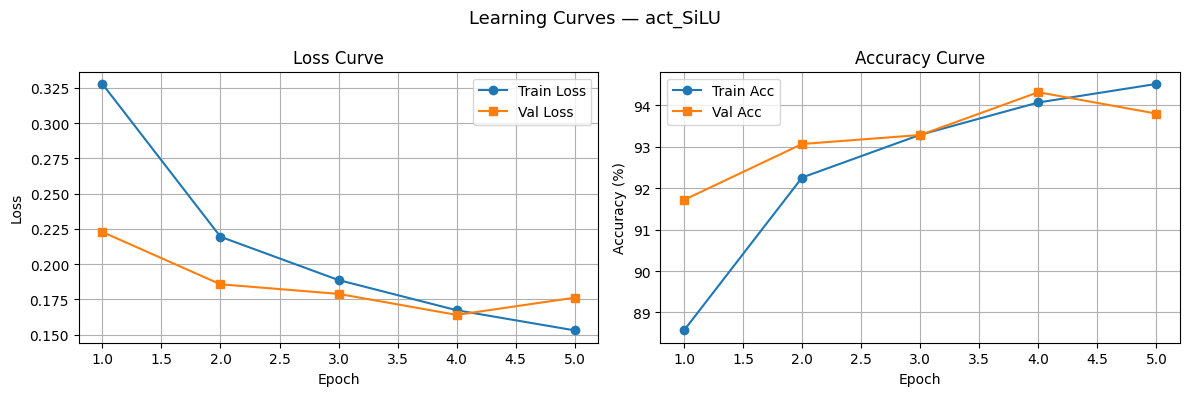 Learning Curves — act_SiLU
Loss Curve
Loss
0.325
0.300
0.275
0.250
0.225
0.200
0.175
0.150
Train Loss
Val Loss
1.0 1.5 2.0 2.5 3.0 3.5 4.0 4.5 5.0
Epoch
Accuracy Curve
Accuracy (%)
94
93
92
91
90
89
Train Acc
Val Acc
1.0 1.5 2.0 2.5 3.0 3.5 4.0 4.5 5.0
Epoch